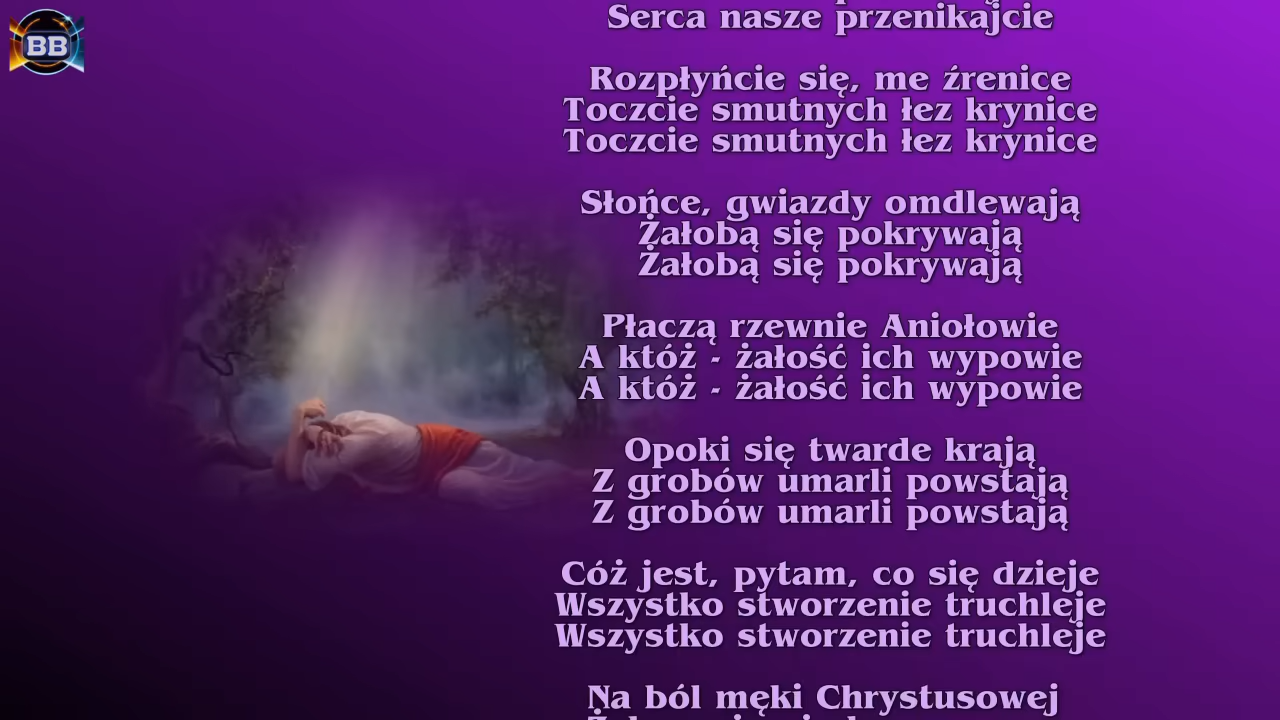 BB
Serca nasze przenikajcie
Rozpłyńcie się, me źrenice
Toczcie smutnych łez krynice
Toczcie smutnych łez krynice
Słońce, gwiazdy omdlewają
Żałobą się pokrywają
Żałobą się pokrywają
Płaczą rzewnie Aniołowie
A któż - żałość ich wypowie
A któż - żałość ich wypowie
Opoki się twarde krają
Z grobów umarli powstają
Z grobów umarli powstają
Cóż jest, pytam, co się dzieje
Wszystko stworzenie truchleje
Wszystko stworzenie truchleje
Na ból męki Chrystusowej